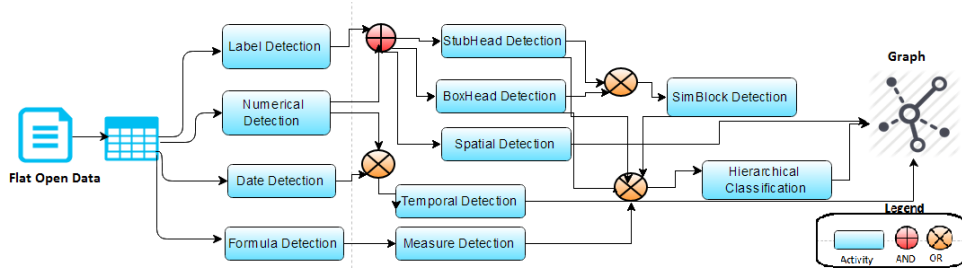 Label Detection
StubHead Detection
Graph
Numerical
Detection
BoxHead Detection
SimBlock Detection
Spatial Detection
Flat Open Data
Date Detection
Temporal Detection
Hierarchical
Classification
Formula Detection
Measure Detection
Legend
Activity
AND
OR